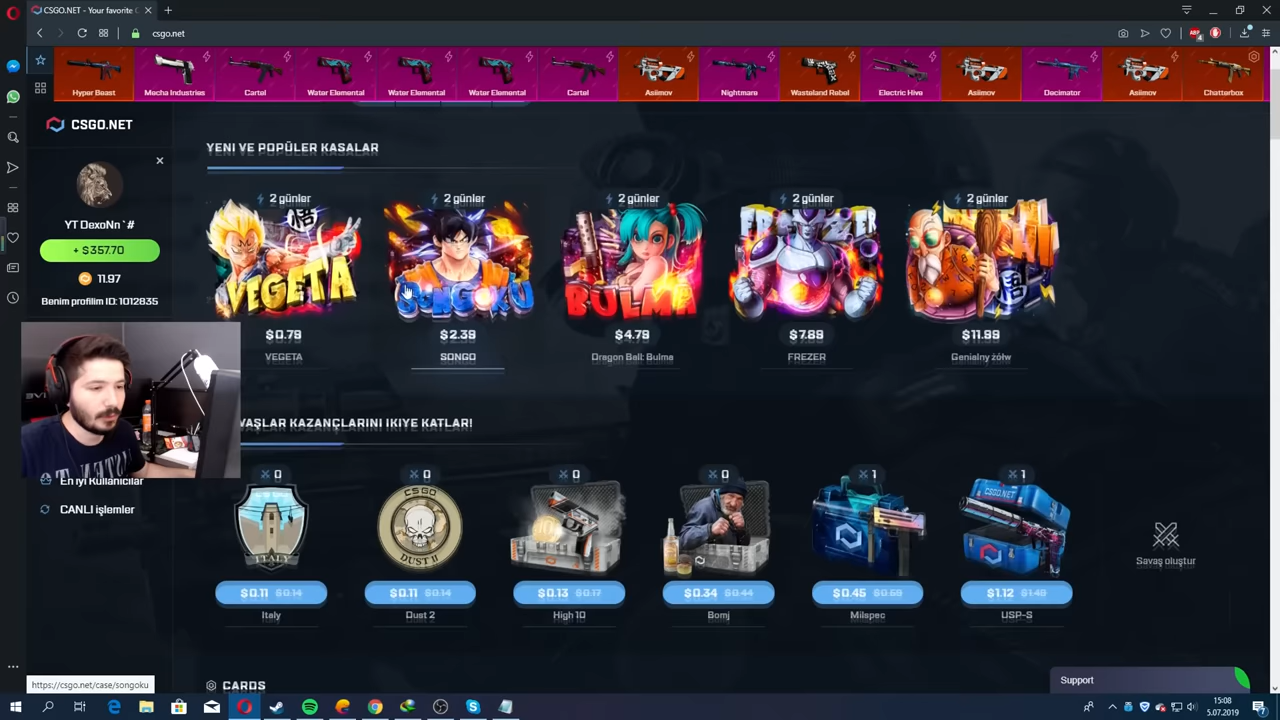 CSGO.NET - Your favorite C
csgo.net
Hyper Beast
Mecha Industries
Cartel
Water Elemental
Water Elemental
Water Elemental
Cartel
Asiimov
Nightmare
Wasteland Rebel
Electric Hive
Asiimov
Decimator
Asiimov
Chatterbox
CSGO.NET
YT DexoNn `#
+ $357.70
11.97
Benim profilim ID: 1012835
En iyi Kullanıcılar
CANLI işlemler
YENI VE POPÜLER KASALAR
2 günler
2 günler
2 günler
2 günler
2 günler
VEGETA
SONGOKU
BULMA
$0.79
$2.39
$4.79
$7.89
$11.99
VEGETA
SONGO
Dragon Ball: Bulma
FREZER
Genialny żółw
VAŞLAR KAZANÇLARINI IKIYE KATLAR!
0
0
0
0
1
1
ITALY
CS GO
DUST II
CSGO.NET
$0.11 $0.14
$0.11 $0.14
$0.13 $0.17
$0.34 $0.44
$0.45 $0.59
$1.12 $1.48
Italy
Dust 2
High 10
Bomj
Milspec
USP-S
Savaş oluştur
CARDS
https://csgo.net/case/songoku
Support
15:08
5.07.2019